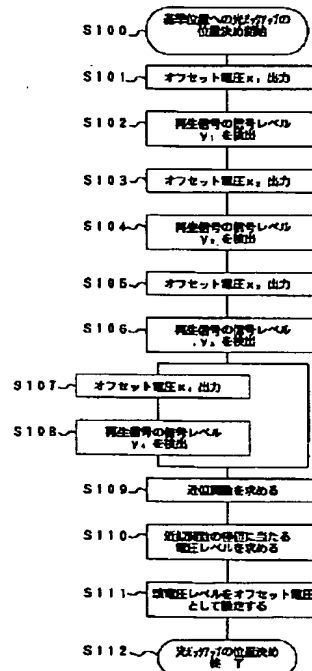 S100
基準位置への光ピックアップの
位置決め開始
S101
オフセット電圧x₁出力
S102
再生信号の信号レベル
y₁を検出
S103
オフセット電圧x₂出力
S104
再生信号の信号レベル
y₂を検出
S105
オフセット電圧x₃出力
S106
再生信号の信号レベル
y₃を検出
S107
オフセット電圧x₄出力
S108
再生信号の信号レベル
y₄を検出
S109
近似関数を求める
S110
近似関数の極値に当たる
電圧レベルを求める
S111
該電圧レベルをオフセット電圧
として設定する
S112
光ピックアップの位置決め
終了